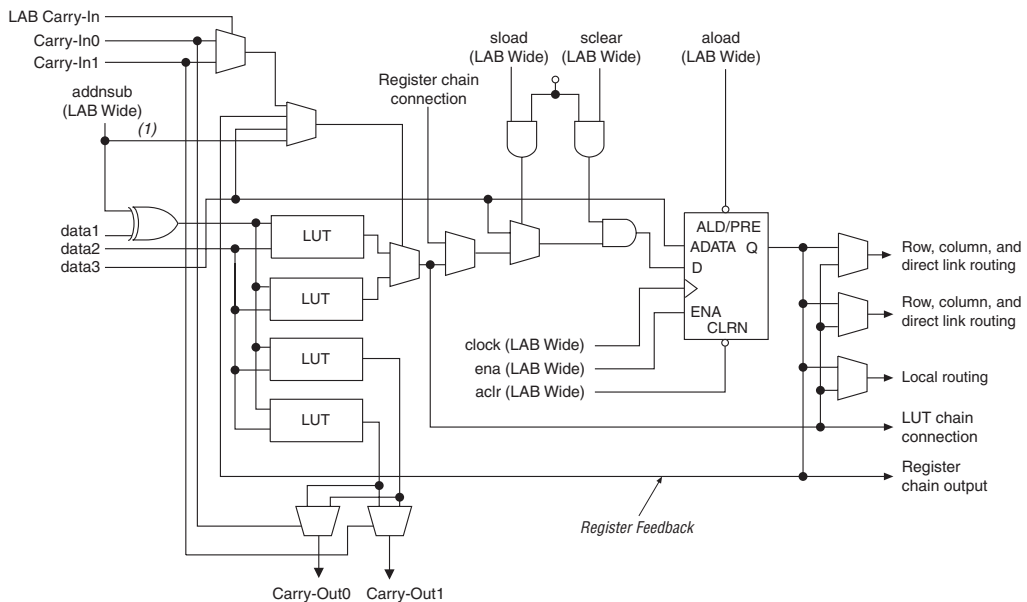 LAB Carry-In
Carry-In0
Carry-In1
addnsub
(LAB Wide)
(1)
data1
data2
data3
Register chain
connection
sload
(LAB Wide)
sclear
(LAB Wide)
aload
(LAB Wide)
LUT
LUT
LUT
LUT
ALD/PRE
ADATA Q
D
ENA
CLRN
clock (LAB Wide)
ena (LAB Wide)
aclr (LAB Wide)
Row, column, and
direct link routing
Row, column, and
direct link routing
Local routing
LUT chain
connection
Register
chain output
Register Feedback
Carry-Out0
Carry-Out1